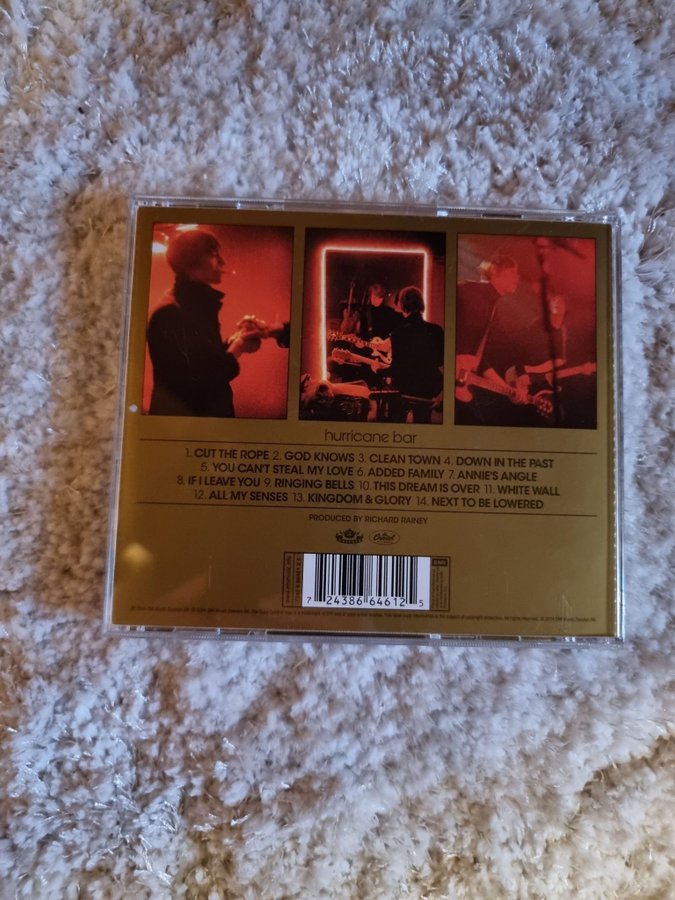 hurricane bar
1. CUT THE ROPE 2. GOD KNOWS 3. CLEAN TOWN 4. DOWN IN THE PAST
5. YOU CAN'T STEAL MY LOVE 6. ADDED FAMILY 7. ANNIE'S ANGLE
8. IF I LEAVE YOU 9. RINGING BELLS 10. THIS DREAM IS OVER 11. WHITE WALL
12. ALL MY SENSES 13. KINGDOM & GLORY 14. NEXT TO BE LOWERED
PRODUCED BY RICHARD RAINEY
Capitol
EMI
7 24386 64612 5